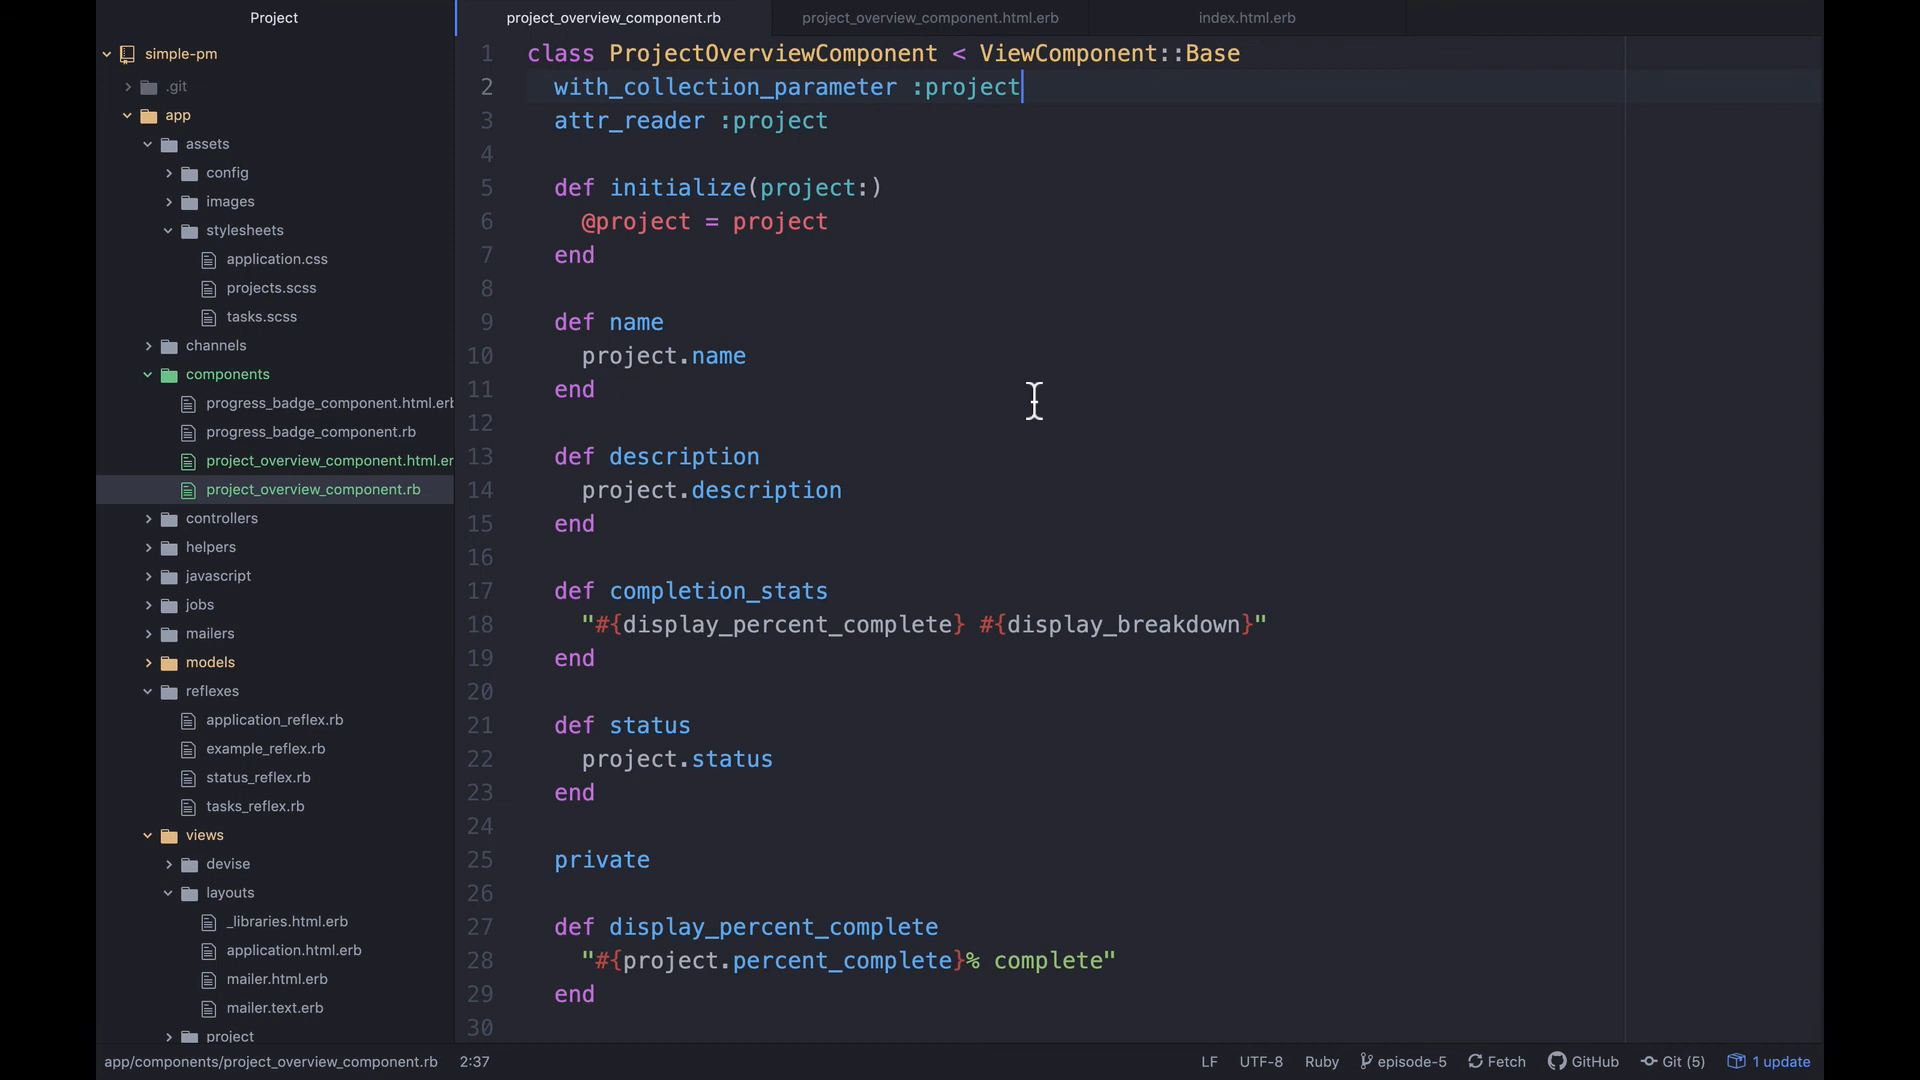 Project
simple-pm
.git
app
assets
config
images
stylesheets
application.css
projects.scss
tasks.scss
channels
components
progress_badge_component.html.erb
progress_badge_component.rb
project_overview_component.html.er
project_overview_component.rb
controllers
helpers
javascript
jobs
mailers
models
reflexes
application_reflex.rb
example_reflex.rb
status_reflex.rb
tasks_reflex.rb
views
devise
layouts
_libraries.html.erb
application.html.erb
mailer.html.erb
mailer.text.erb
project
project_overview_component.rb project_overview_component.html.erb index.html.erb
1 class ProjectOverviewComponent < ViewComponent::Base
2 with_collection_parameter :project
3 attr_reader :project
4
5 def initialize(project:)
6 @project = project
7 end
8
9 def name
10 project.name
11 end
12
13 def description
14 project.description
15 end
16
17 def completion_stats
18 "#{display_percent_complete} #{display_breakdown}"
19 end
20
21 def status
22 project.status
23 end
24
25 private
26
27 def display_percent_complete
28 "#{project.percent_complete}% complete"
29 end
30
app/components/project_overview_component.rb 2:37 LF UTF-8 Ruby episode-5 Fetch GitHub Git (5) 1 update